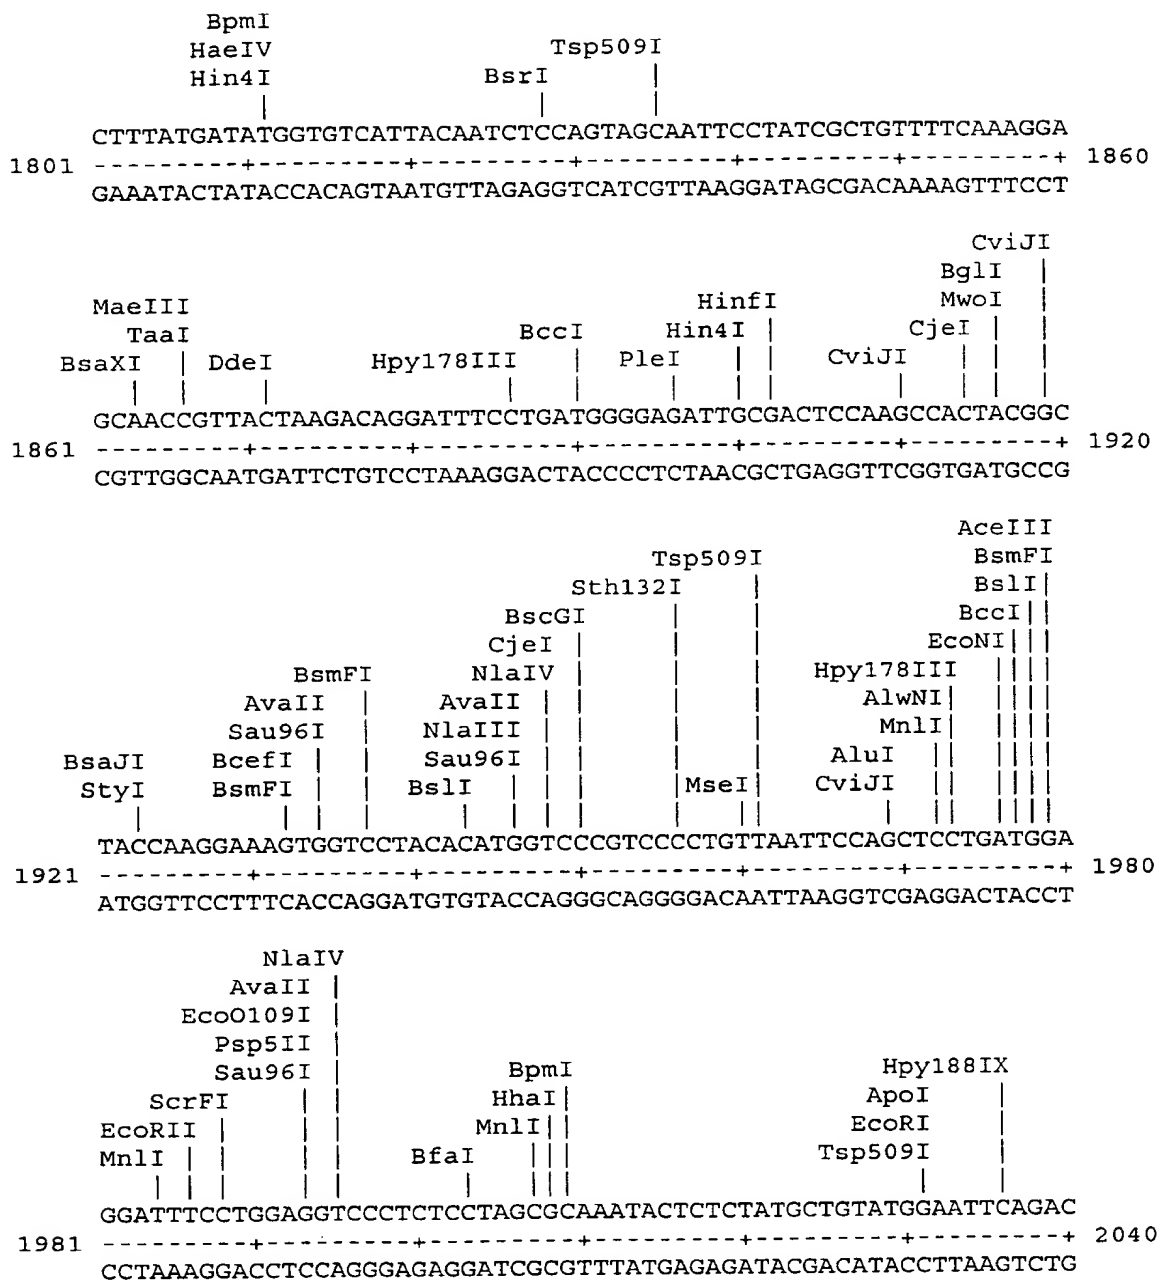 BpmI
HaeIV Tsp509I
Hin4I BsrI
CTTTATGATATGGTGTCATTACAATCTCCAGTAGCAATTCCTATCGCTGTTTTCAAAGGA
1801 ---------+---------+---------+---------+---------+---------+ 1860
GAAATACTATACCACAGTAATGTTAGAGGTCATCGTTAAGGATAGCGACAAAAGTTTCCT
CviJI
BglI
MaeIII HinfI MwoI
TaaI BccI Hin4I CjeI
BsaXI DdeI Hpy178III PleI CviJI
GCAACCGTTACTAAGACAGGATTTCCTGATGGGGAGATTGCGACTCCAAGCCACTACGGC
1861 ---------+---------+---------+---------+---------+---------+ 1920
CGTTGGCAATGATTCTGTCCTAAAGGACTACCCCTCTAACGCTGAGGTTCGGTGATGCCG
AceIII
Tsp509I BsmFI
Sth132I BslI
BscGI BccI
CjeI EcoNI
BsmFI NlaIV Hpy178III
AvaII AvaII AlwNI
Sau96I NlaIII MnlI
BsaJI BcefI Sau96I AluI
StyI BsmFI BslI MseI CviJI
TACCAAGGAAAGTGGTCCTACACATGGTCCCGTCCCCTGTTAATTCCAGCTCCTGATGGA
1921 ---------+---------+---------+---------+---------+---------+ 1980
ATGGTTCCTTTCACCAGGATGTGTACCAGGGCAGGGGACAATTAAGGTCGAGGACTACCT
NlaIV
AvaII
EcoO109I
Psp5II
Sau96I BpmI Hpy188IX
ScrFI HhaI ApoI
EcoRII MnlI EcoRI
MnlI BfaI Tsp509I
GGATTTCCTGGAGGTCCCTCTCCTAGCGCAAATACTCTCTATGCTGTATGGAATTCAGAC
1981 ---------+---------+---------+---------+---------+---------+ 2040
CCTAAAGGACCTCCAGGGAGAGGATCGCGTTTATGAGAGATACGACATACCTTAAGTCTG